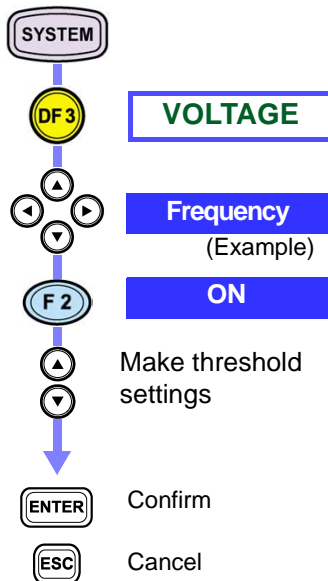 SYSTEM
DF 3
VOLTAGE
Frequency
(Example)
F 2
ON
Make threshold
settings
ENTER
Confirm
ESC
Cancel